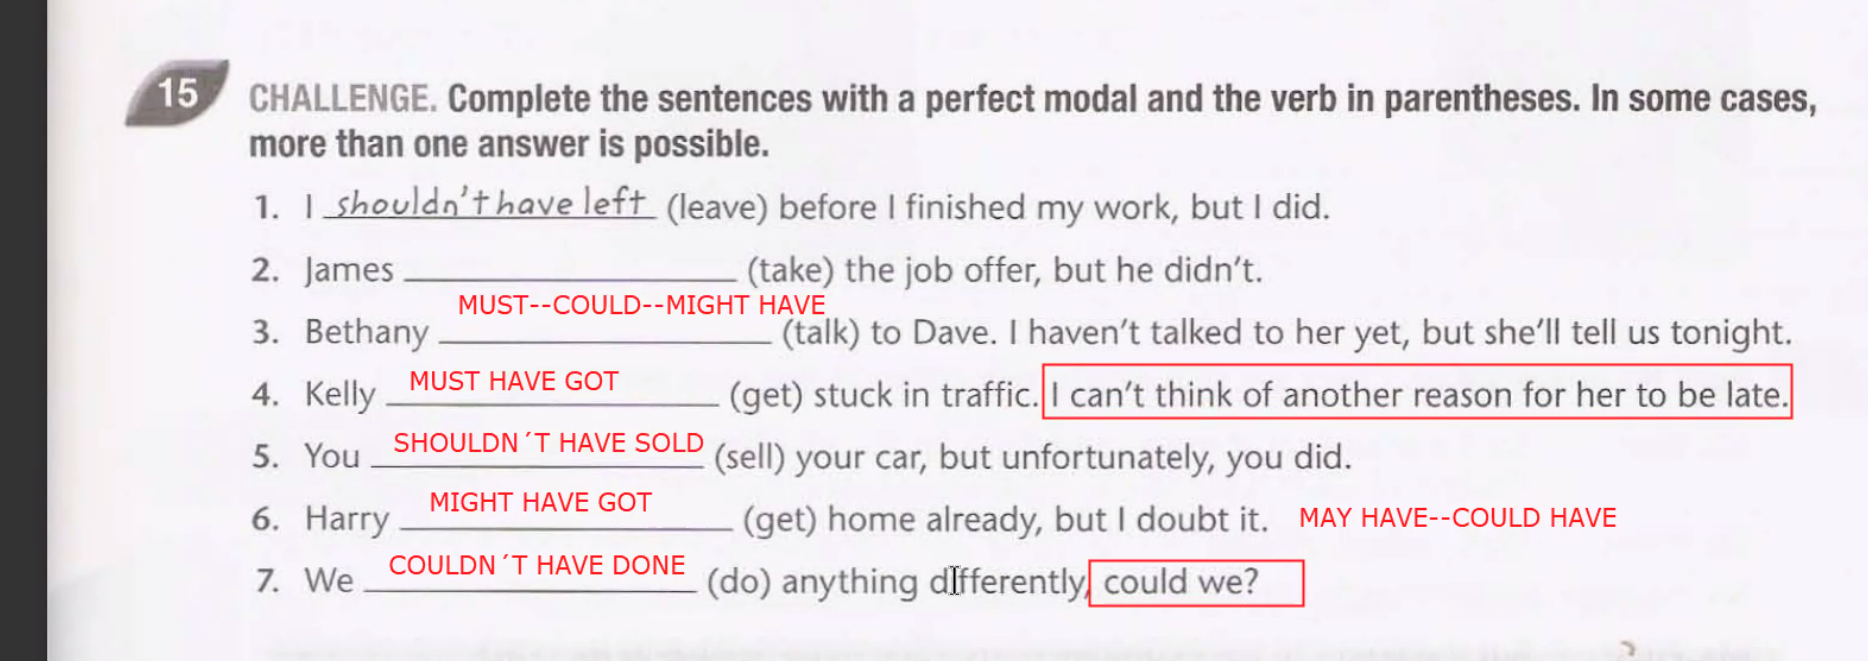 15 CHALLENGE. Complete the sentences with a perfect modal and the verb in parentheses. In some cases,
more than one answer is possible.
1. I shouldn't have left (leave) before I finished my work, but I did.
2. James (take) the job offer, but he didn't.
MUST--COULD--MIGHT HAVE
3. Bethany (talk) to Dave. I haven't talked to her yet, but she'll tell us tonight.
4. Kelly MUST HAVE GOT (get) stuck in traffic. I can't think of another reason for her to be late.
5. You SHOULDN´T HAVE SOLD (sell) your car, but unfortunately, you did.
6. Harry MIGHT HAVE GOT (get) home already, but I doubt it. MAY HAVE--COULD HAVE
7. We COULDN´T HAVE DONE (do) anything differently, could we?